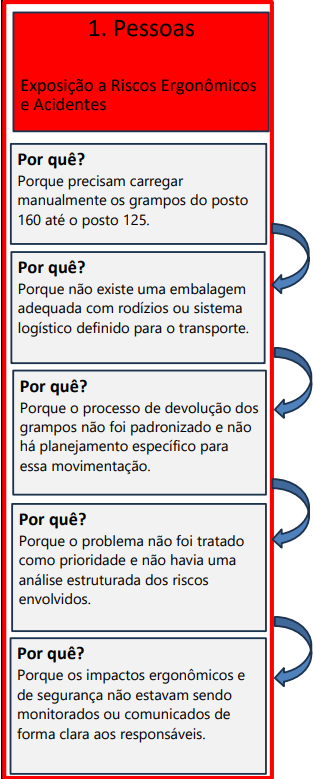 1. Pessoas
Exposição a Riscos Ergonômicos
e Acidentes
Por quê?
Porque precisam carregar
manualmente os grampos do posto
160 até o posto 125.
Por quê?
Porque não existe uma embalagem
adequada com rodízios ou sistema
logístico definido para o transporte.
Por quê?
Porque o processo de devolução dos
grampos não foi padronizado e não
há planejamento específico para
essa movimentação.
Por quê?
Porque o problema não foi tratado
como prioridade e não havia uma
análise estruturada dos riscos
envolvidos.
Por quê?
Porque os impactos ergonômicos e
de segurança não estavam sendo
monitorados ou comunicados de
forma clara aos responsáveis.